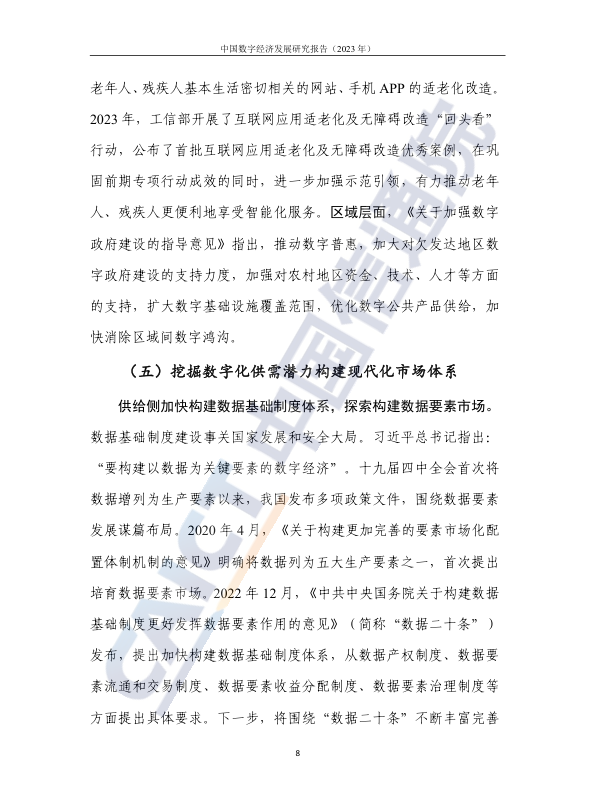 中国数字经济发展研究报告（2023 年）
老年人、残疾人基本生活密切相关的网站、手机 APP 的适老化改造。
2023 年，工信部开展了互联网应用适老化及无障碍改造“回头看”
行动，公布了首批互联网应用适老化及无障碍改造优秀案例，在巩
固前期专项行动成效的同时，进一步加强示范引领，有力推动老年
人、残疾人更便利地享受智能化服务。区域层面，《关于加强数字
政府建设的指导意见》指出，推动数字普惠，加大对欠发达地区数
字政府建设的支持力度，加强对农村地区资金、技术、人才等方面
的支持，扩大数字基础设施覆盖范围，优化数字公共产品供给，加
快消除区域间数字鸿沟。
（五）挖掘数字化供需潜力构建现代化市场体系
供给侧加快构建数据基础制度体系，探索构建数据要素市场。
数据基础制度建设事关国家发展和安全大局。习近平总书记指出：
“要构建以数据为关键要素的数字经济”。十九届四中全会首次将
数据增列为生产要素以来，我国发布多项政策文件，围绕数据要素
发展谋篇布局。2020 年 4 月，《关于构建更加完善的要素市场化配
置体制机制的意见》明确将数据列为五大生产要素之一，首次提出
培育数据要素市场。2022 年 12 月，《中共中央国务院关于构建数据
基础制度更好发挥数据要素作用的意见》（简称“数据二十条”）
发布，提出加快构建数据基础制度体系，从数据产权制度、数据要
素流通和交易制度、数据要素收益分配制度、数据要素治理制度等
方面提出具体要求。下一步，将围绕“数据二十条”不断丰富完善
8
CAICT 中国信通院